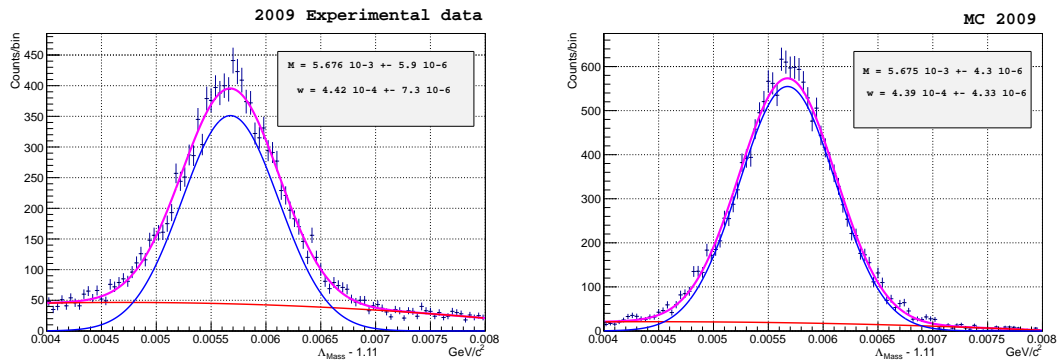 2009 Experimental data
Counts/bin
M = 5.676 10-3 +- 5.9 10-6
w = 4.42 10-4 +- 7.3 10-6
450
400
350
300
250
200
150
100
50
0
0.004 0.0045 0.005 0.0055 0.006 0.0065 0.007 0.0075 0.008
Λ Mass - 1.11
GeV/c²
MC 2009
Counts/bin
M = 5.675 10-3 +- 4.3 10-6
w = 4.39 10-4 +- 4.33 10-6
600
500
400
300
200
100
0
0.004 0.0045 0.005 0.0055 0.006 0.0065 0.007 0.0075 0.008
Λ Mass - 1.11
GeV/c²